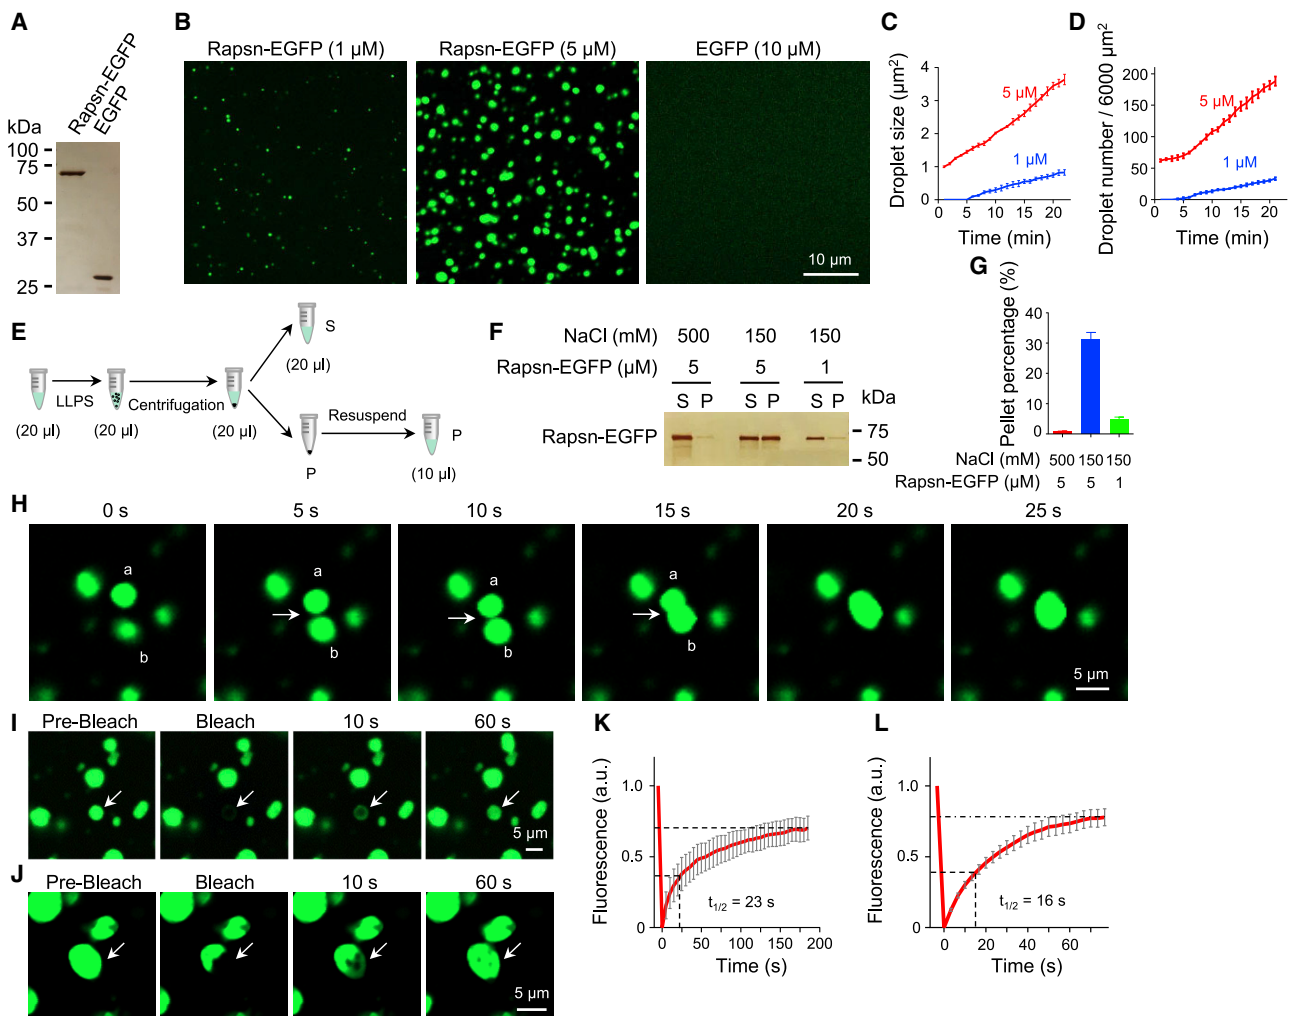 A
kDa
Rapsn-EGFP
EGFP
100
75
50
37
25
B
Rapsn-EGFP (1 µM)
Rapsn-EGFP (5 µM)
EGFP (10 µM)
10 µm
C
Droplet size (µm²)
4
3
2
1
0
5 µM
1 µM
0 5 10 15 20
Time (min)
D
Droplet number / 6000 µm²
200
150
100
50
0
5 µM
1 µM
0 5 10 15 20
Time (min)
E
(20 µl)
LLPS
(20 µl)
Centrifugation
(20 µl)
S
(20 µl)
P
Resuspend
P
(10 µl)
F
NaCl (mM) 500 150 150
Rapsn-EGFP (µM) 5 5 1
S P S P S P kDa
Rapsn-EGFP
75
50
G
Pellet percentage (%)
40
30
20
10
0
NaCl (mM) 500 150 150
Rapsn-EGFP (µM) 5 5 1
H
0 s 5 s 10 s 15 s 20 s 25 s
a a a a
b b b b
5 µm
I
Pre-Bleach Bleach 10 s 60 s
5 µm
J
Pre-Bleach Bleach 10 s 60 s
5 µm
K
Fluorescence (a.u.)
1.0
0.5
0
t1/2 = 23 s
0 50 100 150 200
Time (s)
L
Fluorescence (a.u.)
1.0
0.5
0
t1/2 = 16 s
0 20 40 60
Time (s)